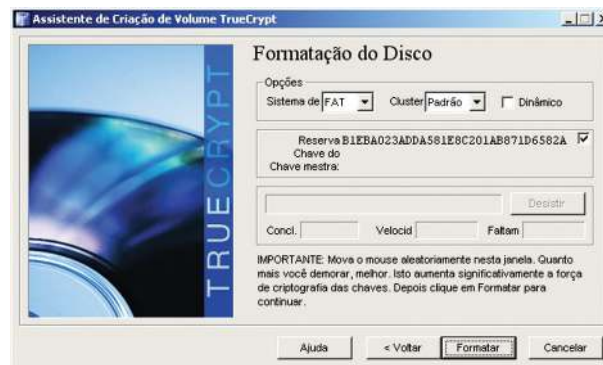 Assistente de Criação de Volume TrueCrypt
TRUECRYPT
Formatação do Disco
Opções
Sistema de FAT Cluster Padrão Dinâmico
Reserva B1EBA023ADDA581E8C201AB871D6582A
Chave do
Chave mestra:
Desistir
Concl. Velocid Faltam
IMPORTANTE: Mova o mouse aleatoriamente nesta janela. Quanto
mais você demorar, melhor. Isto aumenta significativamente a força
de criptografia das chaves. Depois clique em Formatar para
continuar.
Ajuda < Voltar Formatar Cancelar